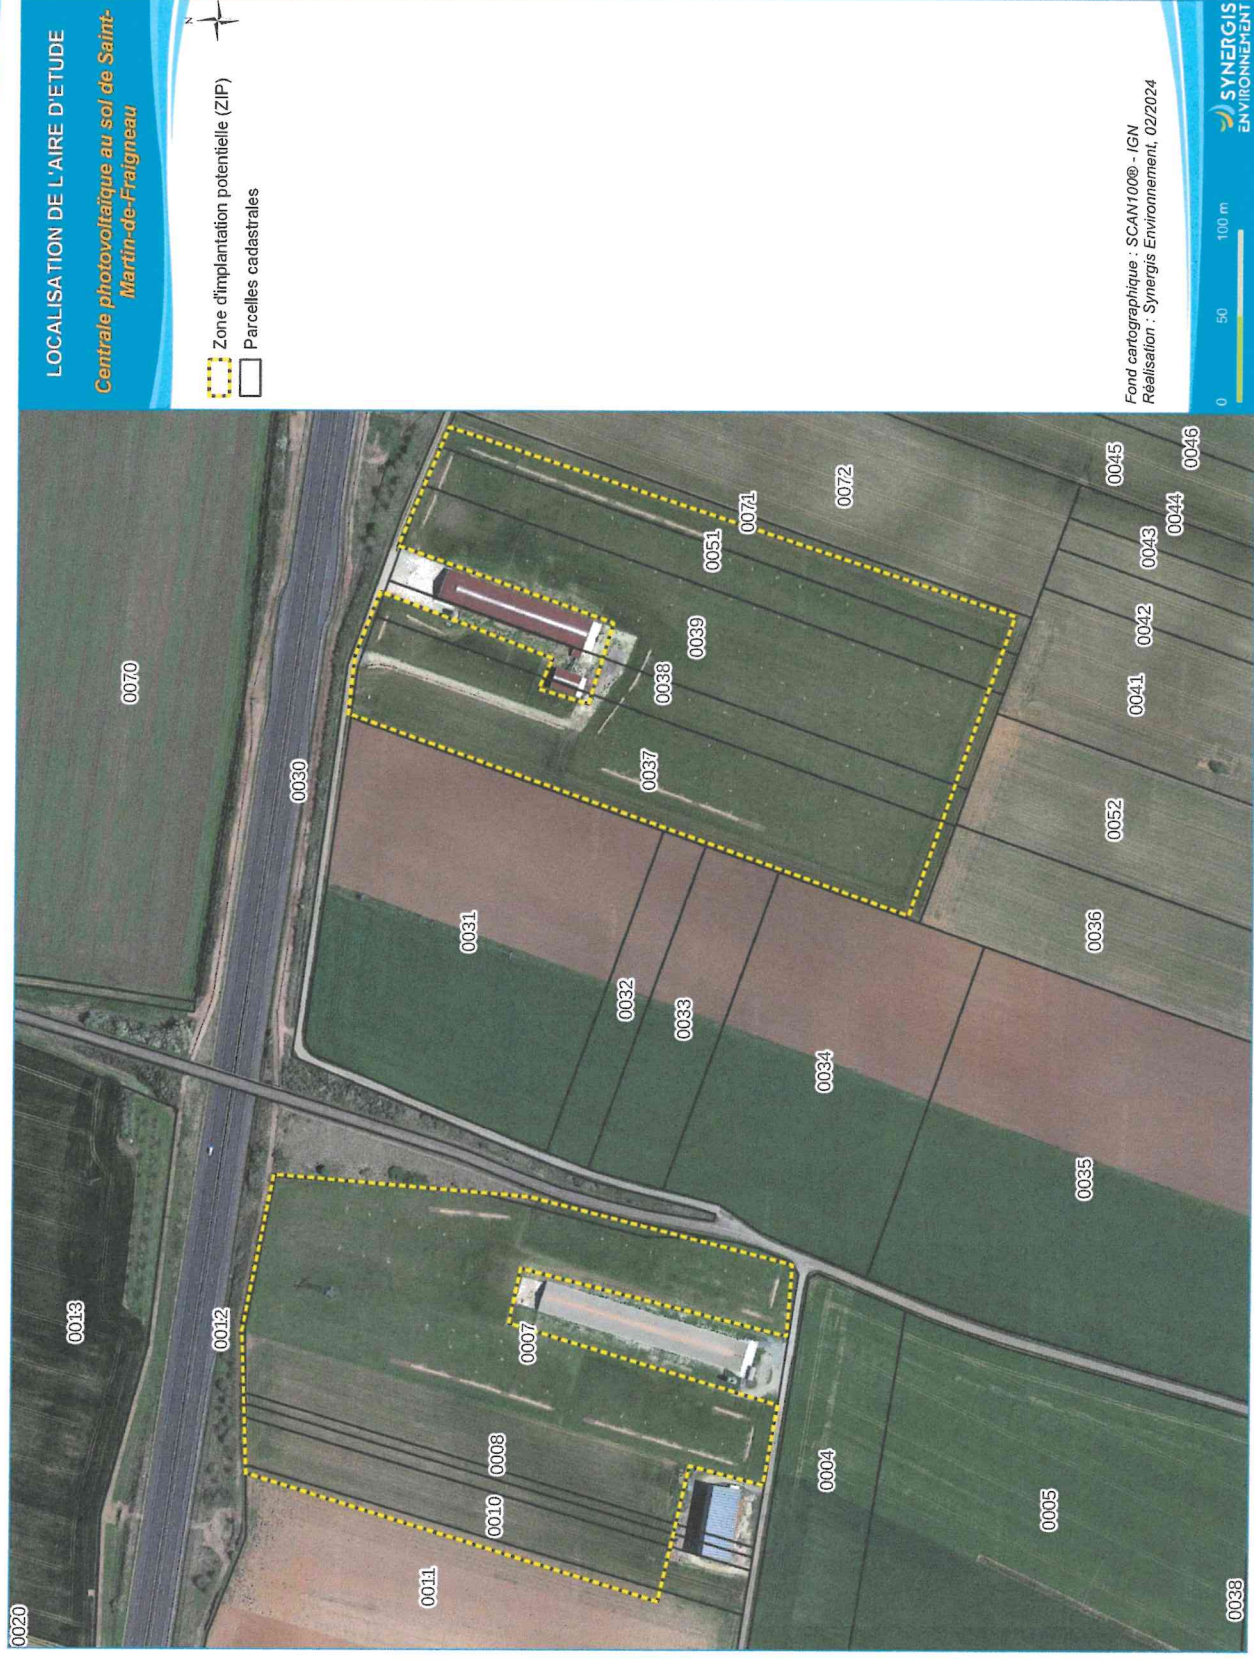 LOCALISATION DE L'AIRE D'ETUDE
Centrale photovoltaïque au sol de Saint-
Martin-de-Fraigneau
N
Zone d'implantation potentielle (ZIP)
Parcelles cadastrales
Fond cartographique : SCAN100® - IGN
Réalisation : Synergis Environnement, 02/2024
0 50 100 m
SYNERGIS
ENVIRONNEMENT
0020
0013
0070
0012
0030
0011
0010
0008
0007
0031
0032
0033
0034
0035
0037
0038
0039
0051
0071
0072
0004
0005
0038
0036
0052
0041
0042
0043
0044
0045
0046